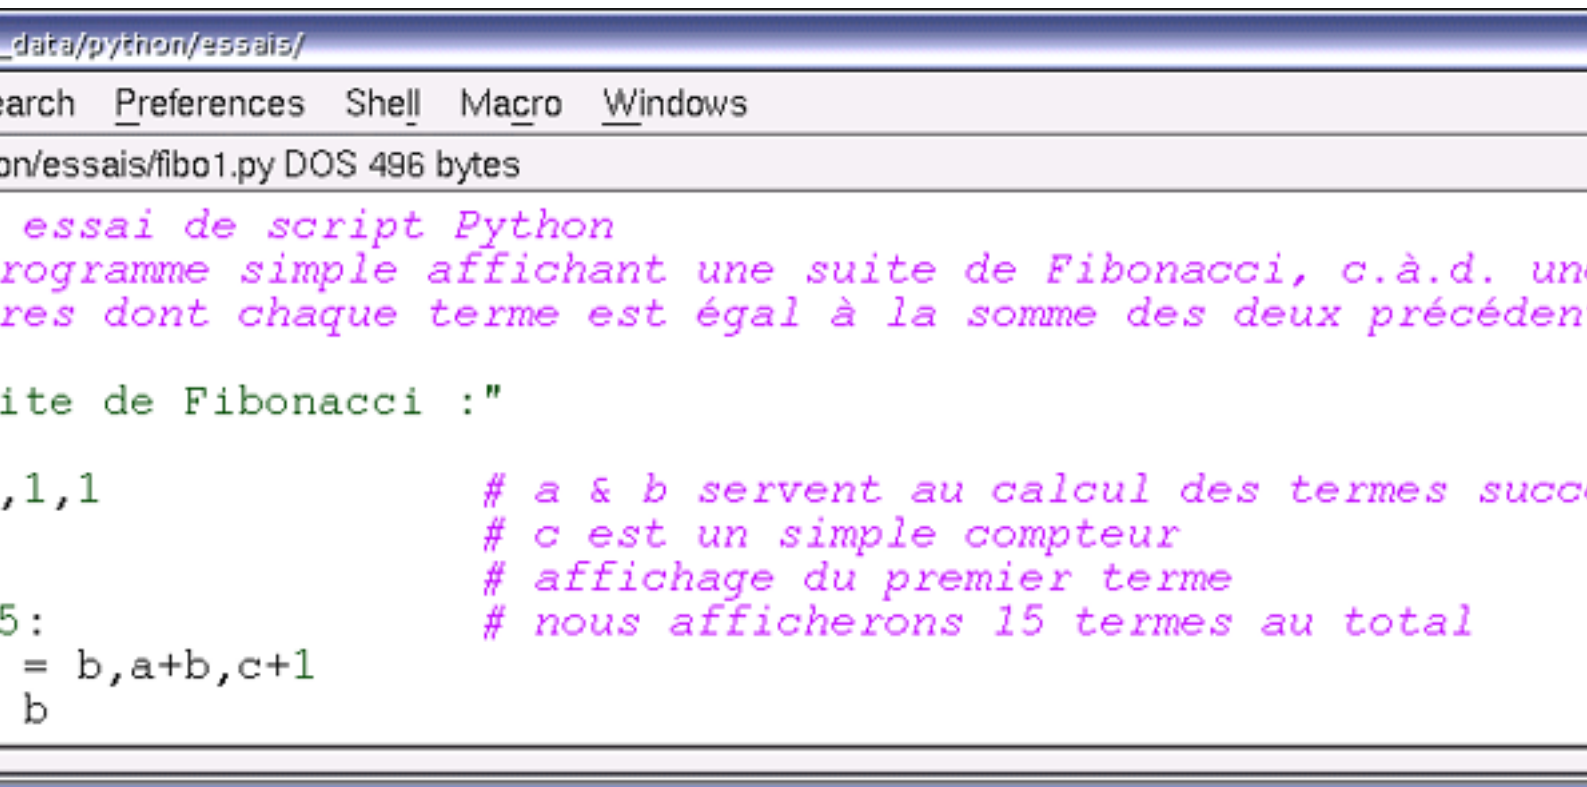 _data/python/essais/
earch Preferences Shell Macro Windows
on/essais/fibo1.py DOS 496 bytes
essai de script Python
rogramme simple affichant une suite de Fibonacci, c.à.d. une
res dont chaque terme est égal à la somme des deux précéden
ite de Fibonacci :"
,1,1 # a & b servent au calcul des termes succe
# c est un simple compteur
# affichage du premier terme
5: # nous afficherons 15 termes au total
= b,a+b,c+1
b